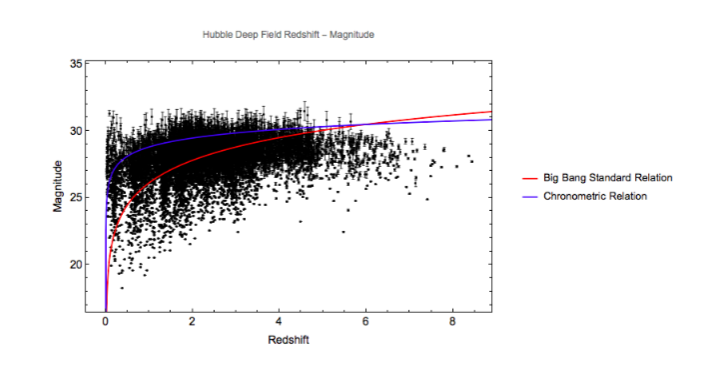 Hubble Deep Field Redshift – Magnitude
35
30
25
20
Magnitude
0 2 4 6 8
Redshift
Big Bang Standard Relation
Chronometric Relation